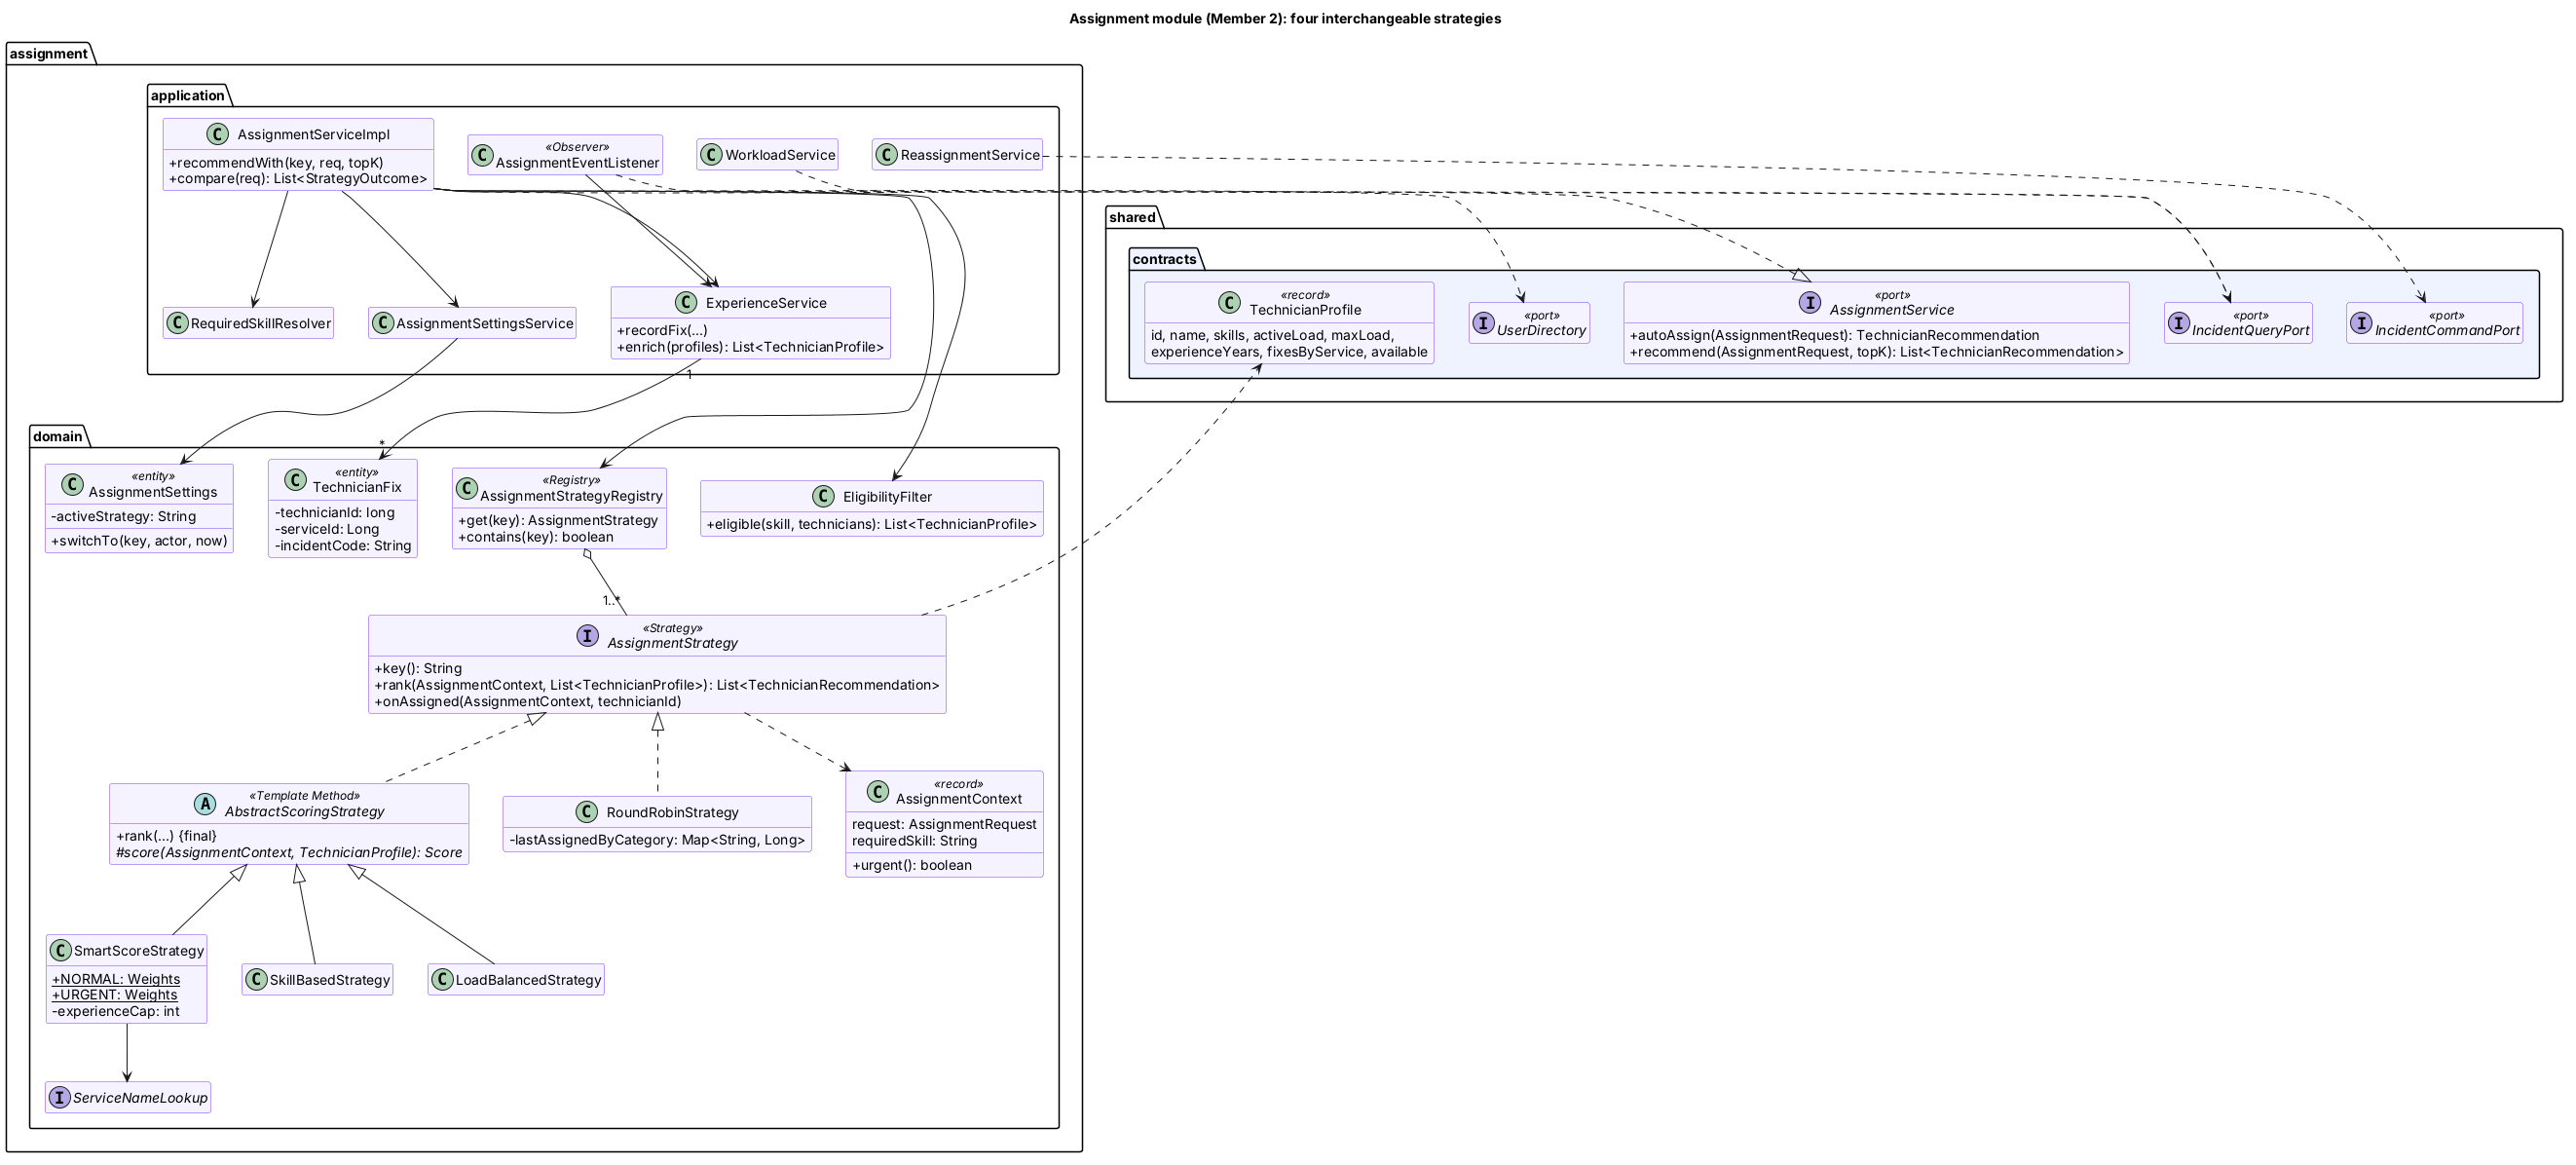 Assignment module (Member 2): four interchangeable strategies
assignment
application
C AssignmentServiceImpl
+recommendWith(key, req, topK)
+compare(req): List<StrategyOutcome>
«Observer»
C AssignmentEventListener
C WorkloadService
C ReassignmentService
C RequiredSkillResolver
C AssignmentSettingsService
C ExperienceService
+recordFix(...)
+enrich(profiles): List<TechnicianProfile>
1
*
shared
contracts
«record»
C TechnicianProfile
id, name, skills, activeLoad, maxLoad,
experienceYears, fixesByService, available
«port»
I UserDirectory
«port»
I AssignmentService
+autoAssign(AssignmentRequest): TechnicianRecommendation
+recommend(AssignmentRequest, topK): List<TechnicianRecommendation>
«port»
I IncidentQueryPort
«port»
I IncidentCommandPort
domain
«entity»
C AssignmentSettings
-activeStrategy: String
+switchTo(key, actor, now)
«entity»
C TechnicianFix
-technicianId: long
-serviceId: Long
-incidentCode: String
«Registry»
C AssignmentStrategyRegistry
+get(key): AssignmentStrategy
+contains(key): boolean
C EligibilityFilter
+eligible(skill, technicians): List<TechnicianProfile>
1..*
«Strategy»
I AssignmentStrategy
+key(): String
+rank(AssignmentContext, List<TechnicianProfile>): List<TechnicianRecommendation>
+onAssigned(AssignmentContext, technicianId)
«Template Method»
A AbstractScoringStrategy
+rank(...) {final}
#score(AssignmentContext, TechnicianProfile): Score
C RoundRobinStrategy
-lastAssignedByCategory: Map<String, Long>
«record»
C AssignmentContext
request: AssignmentRequest
requiredSkill: String
+urgent(): boolean
C SmartScoreStrategy
+NORMAL: Weights
+URGENT: Weights
-experienceCap: int
C SkillBasedStrategy
C LoadBalancedStrategy
I ServiceNameLookup